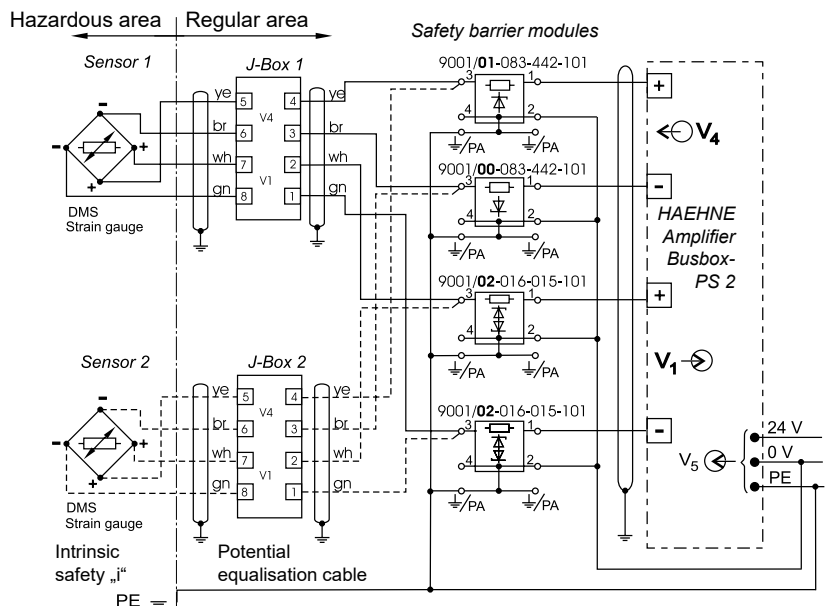 Hazardous area
Regular area
Safety barrier modules
Sensor 1
J-Box 1
ye 5 4 ye
br 6 V4 3 br
wh 7 2 wh
gn 8 V1 1 gn
- - + +
DMS
Strain gauge
9001/01-083-442-101
3 1
4 2
/PA /PA
9001/00-083-442-101
3 1
4 2
/PA /PA
9001/02-016-015-101
3 1
4 2
/PA /PA
9001/02-016-015-101
3 1
4 2
/PA /PA
+
V4
-
HAEHNE
Amplifier
Busbox-
PS 2
+
V1
-
V5
24 V
0 V
PE
Sensor 2
J-Box 2
ye 5 4 ye
br 6 V4 3 br
wh 7 2 wh
gn 8 V1 1 gn
- - + +
DMS
Strain gauge
Intrinsic
safety „i"
Potential
equalisation cable
PE